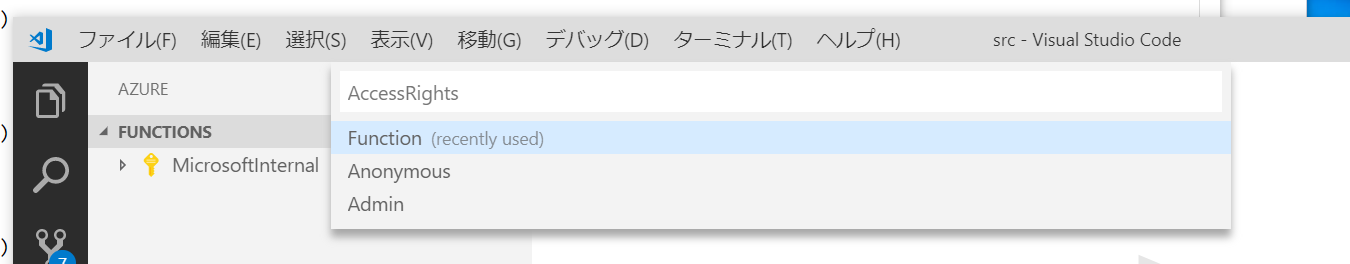 )
ファイル(F) 編集(E) 選択(S) 表示(V) 移動(G) デバッグ(D) ターミナル(T) ヘルプ(H) src - Visual Studio Code
AZURE
AccessRights
)
FUNCTIONS
Function (recently used)
MicrosoftInternal
Anonymous
Admin
)
7